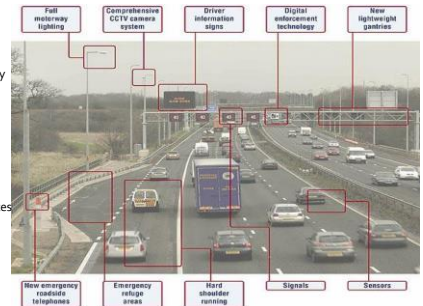 Full
motorway
lighting
Comprehensive
CCTV camera
system
Driver
information
signs
Digital
enforcement
technology
New
lightweight
gantries
New emergency
roadside
telephones
Emergency
refuge
areas
Hard
shoulder
running
Signals
Sensors